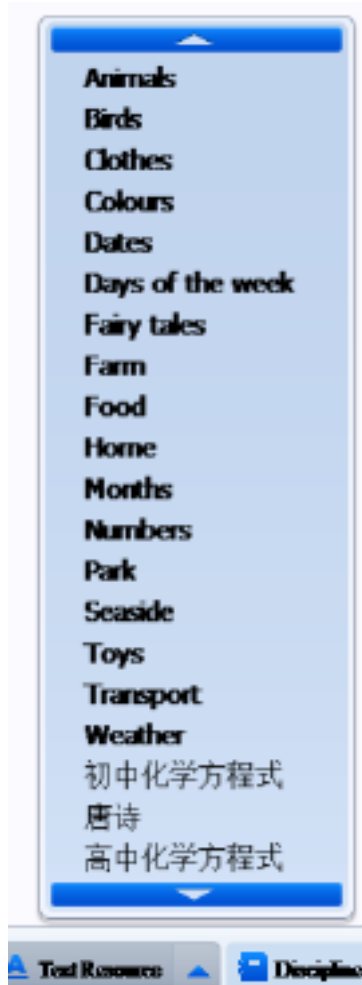 Animals
Birds
Clothes
Colours
Dates
Days of the week
Fairy tales
Farm
Food
Home
Months
Numbers
Park
Seaside
Toys
Transport
Weather
初中化学方程式
唐诗
高中化学方程式
Text Resource
Discipline